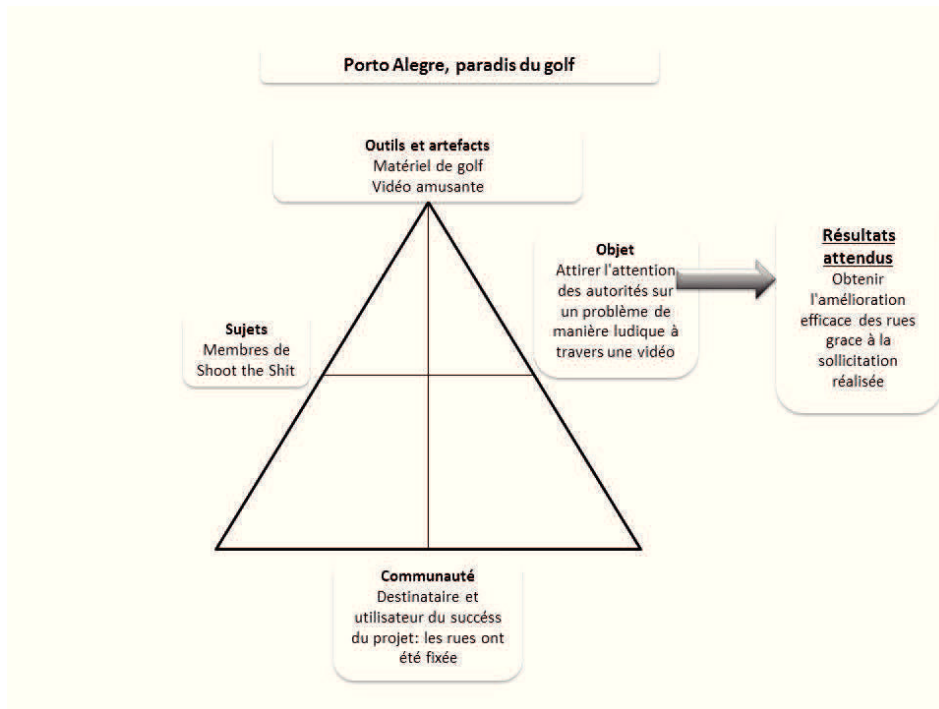 Porto Alegre, paradis du golf
Outils et artefacts
Matériel de golf
Vidéo amusante
Sujets
Membres de
Shoot the Shit
Objet
Attirer l'attention
des autorités sur
un problème de
manière ludique à
travers une vidéo
Résultats
attendus
Obtenir
l'amélioration
efficace des rues
grace à la
sollicitation
réalisée
Communauté
Destinataire et
utilisateur du succéss
du projet: les rues ont
été fixée